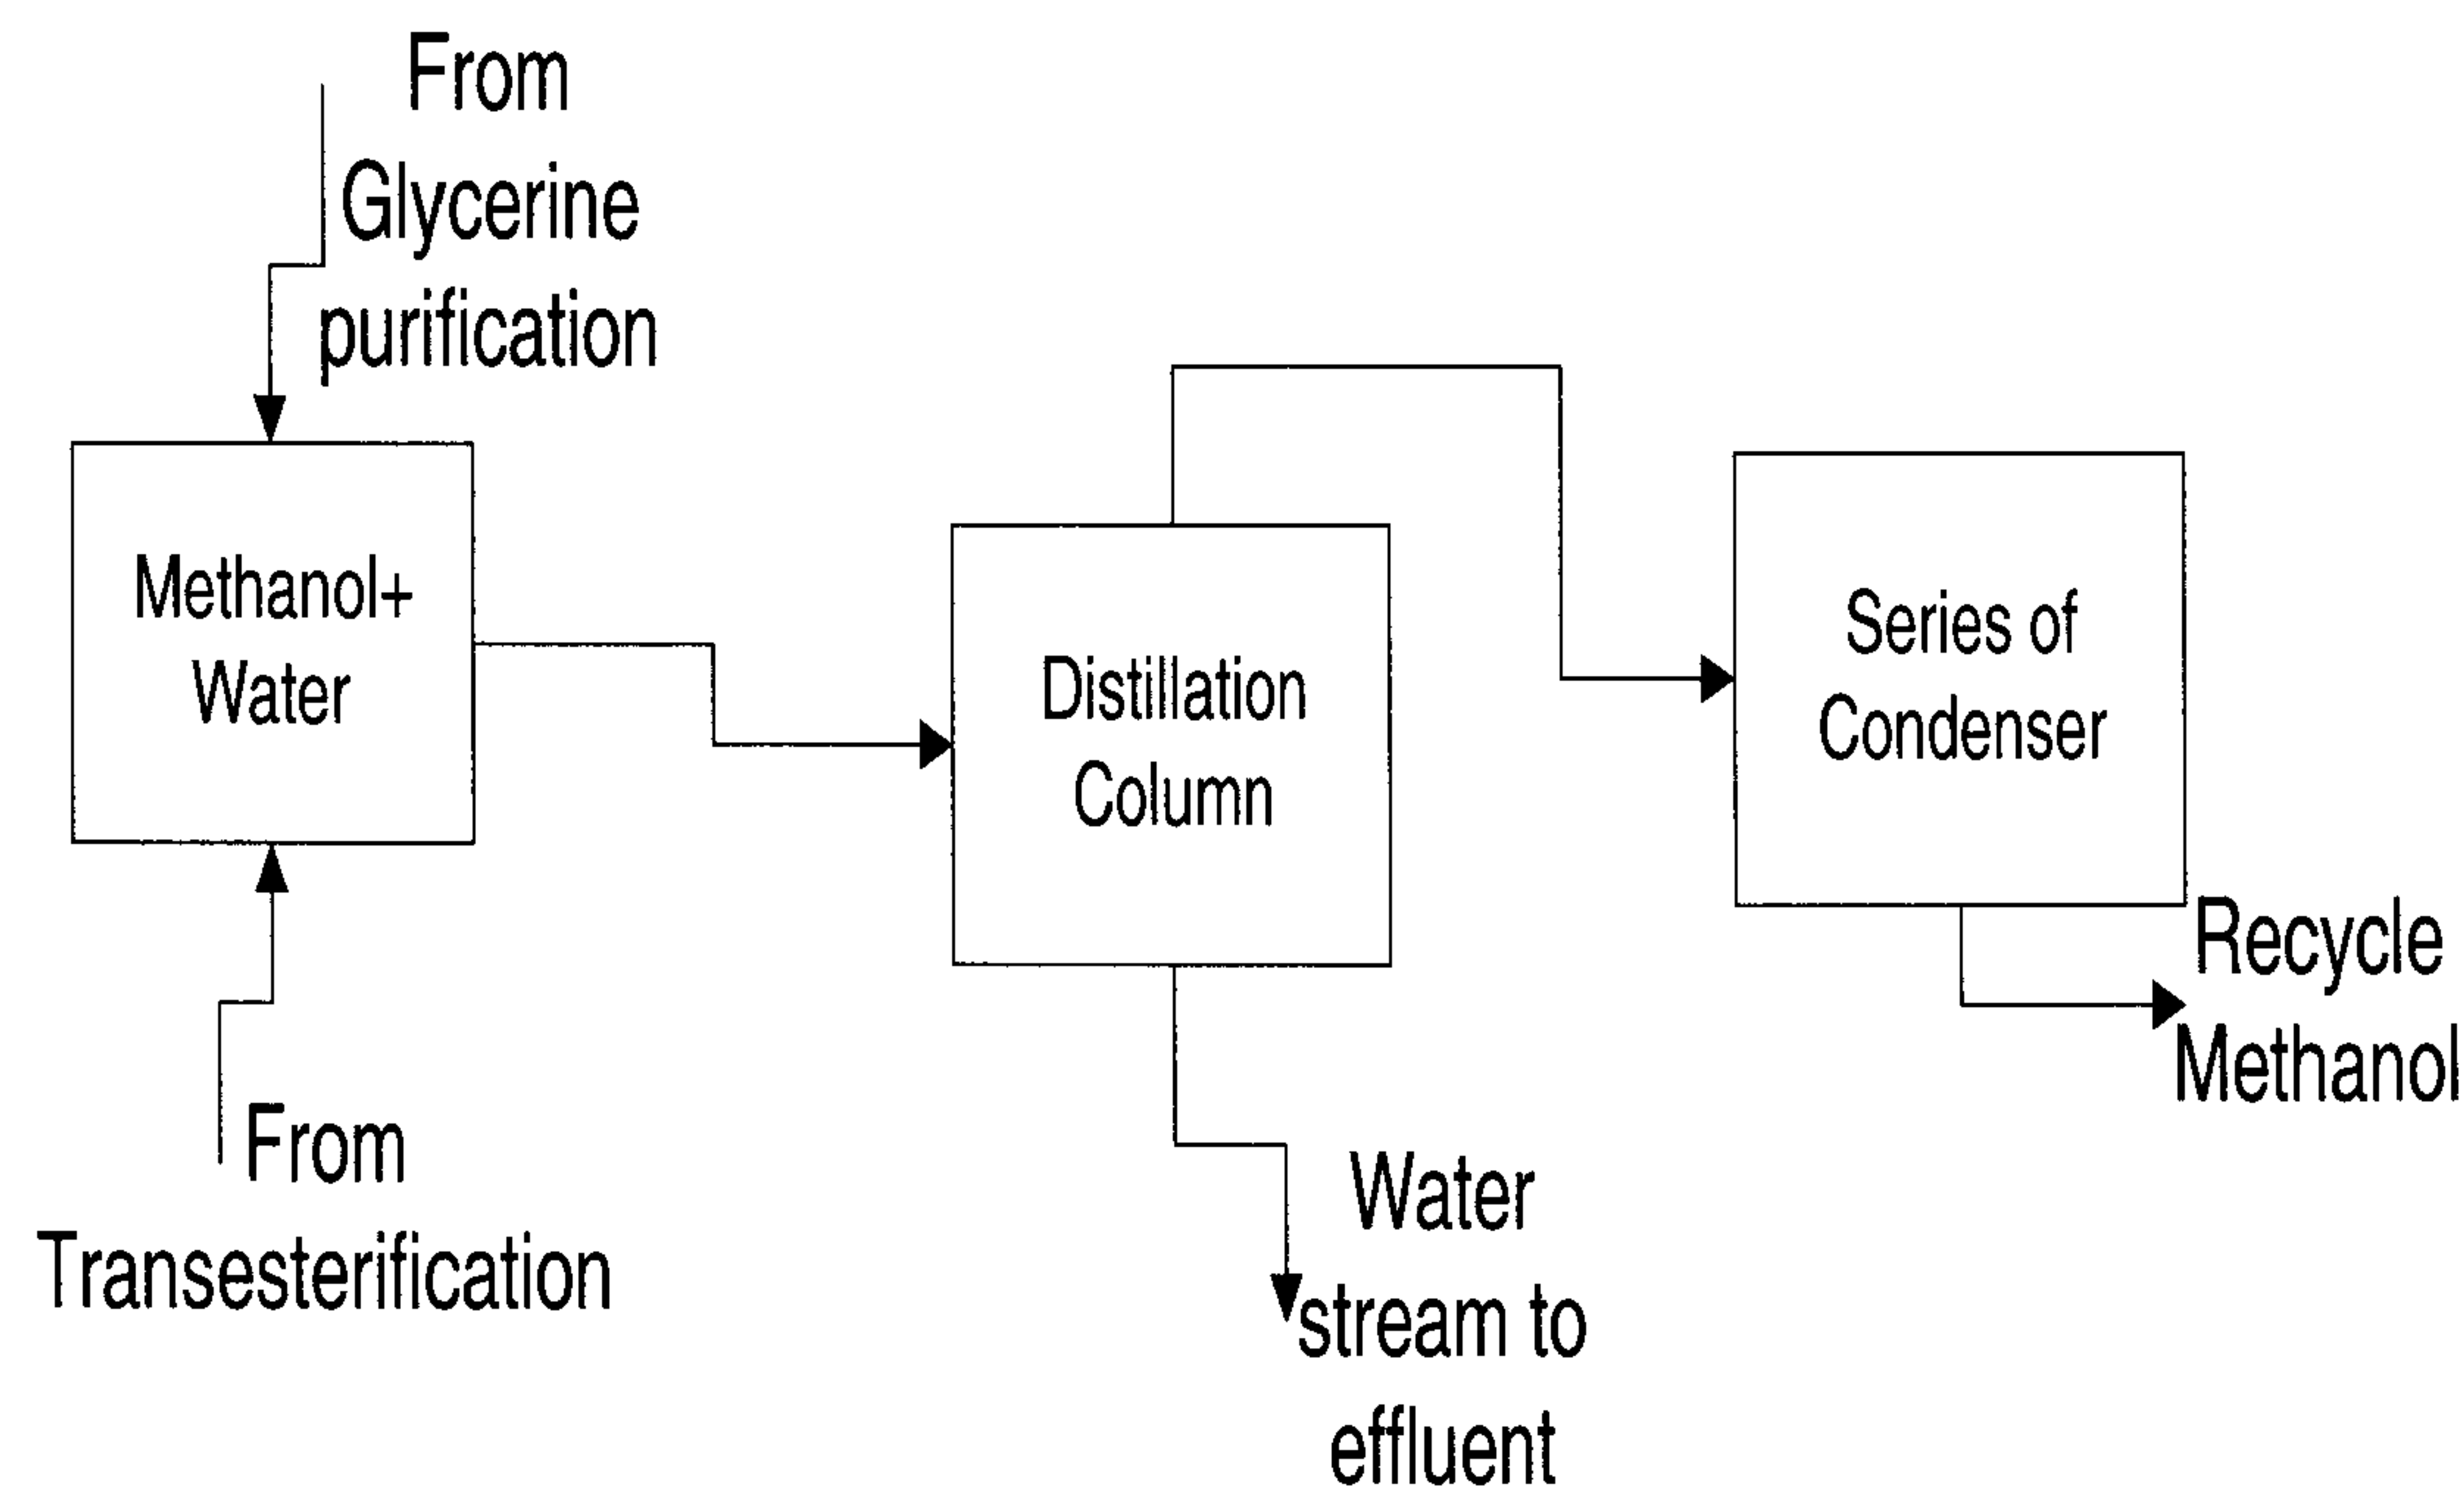 From
Glycerine
purification
Methanol+
Water
Distillation
Column
Series of
Condenser
Recycle
Methanol
From
Transesterification
Water
stream to
effluent